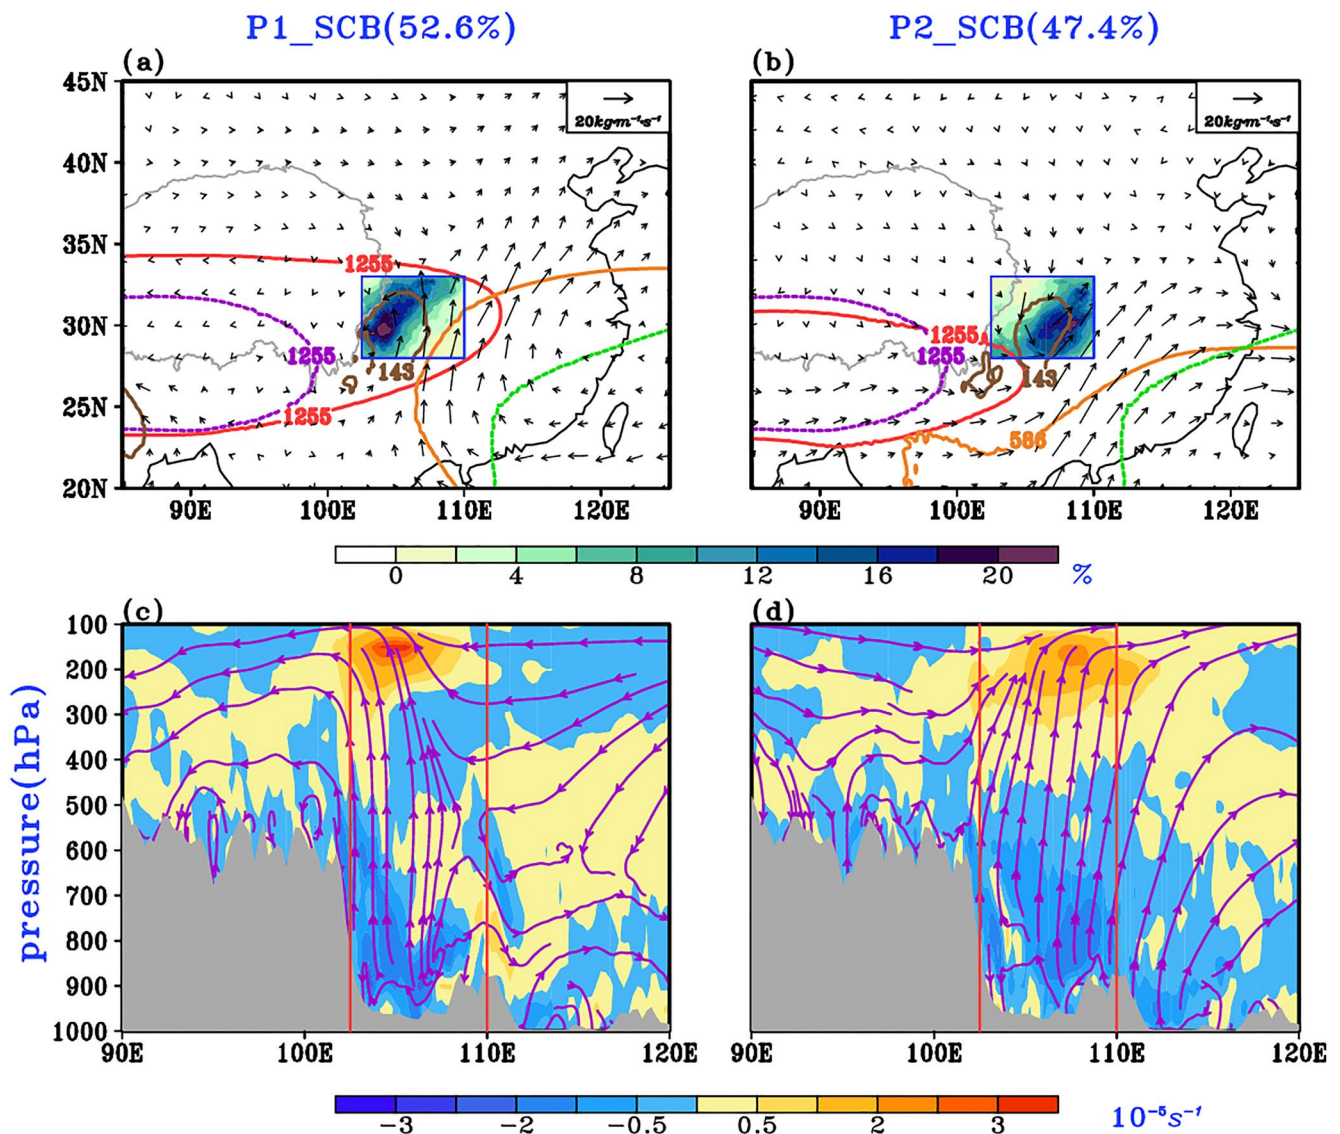 P1_SCB(52.6%)
P2_SCB(47.4%)
(a)
(b)
45N
40N
35N
30N
25N
20N
20kg·m⁻¹·s⁻¹
1255
1255
1255
143
90E 100E 110E 120E
20kg·m⁻¹·s⁻¹
1255
1255
143
586
90E 100E 110E 120E
0 4 8 12 16 20 %
(c)
(d)
pressure(hPa)
100
200
300
400
500
600
700
800
900
1000
90E 100E 110E 120E
90E 100E 110E 120E
-3 -2 -0.5 0.5 2 3 10⁻⁵s⁻¹